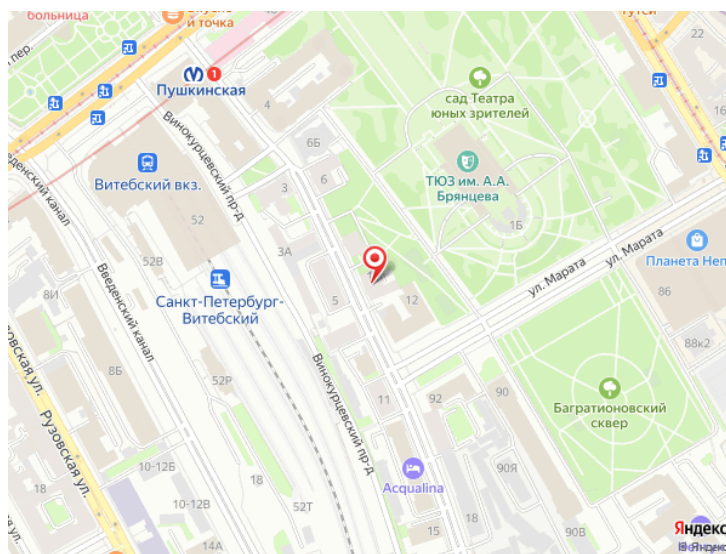 больница
и точка
пер.
Пушкинская
1
4
сад Театра
юных зрителей
22
Винокурцевский пр-д
6Б
6
3
Витебский вкз.
ТЮЗ им. А.А.
Брянцева
1Б
52
3А
52В
Введенский канал
ул. Марата
ул. Марата
Планета
86
8И
Санкт-Петербург-
Витебский
5
12
88к2
Рузовская ул.
8Б
52Р
Винокурцевский пр-д
11
92
90
Багратионовский
сквер
10-12Б
18
90Я
Acqualina
18
10-12В
52Т
15
14А
18
90В
Яндекс